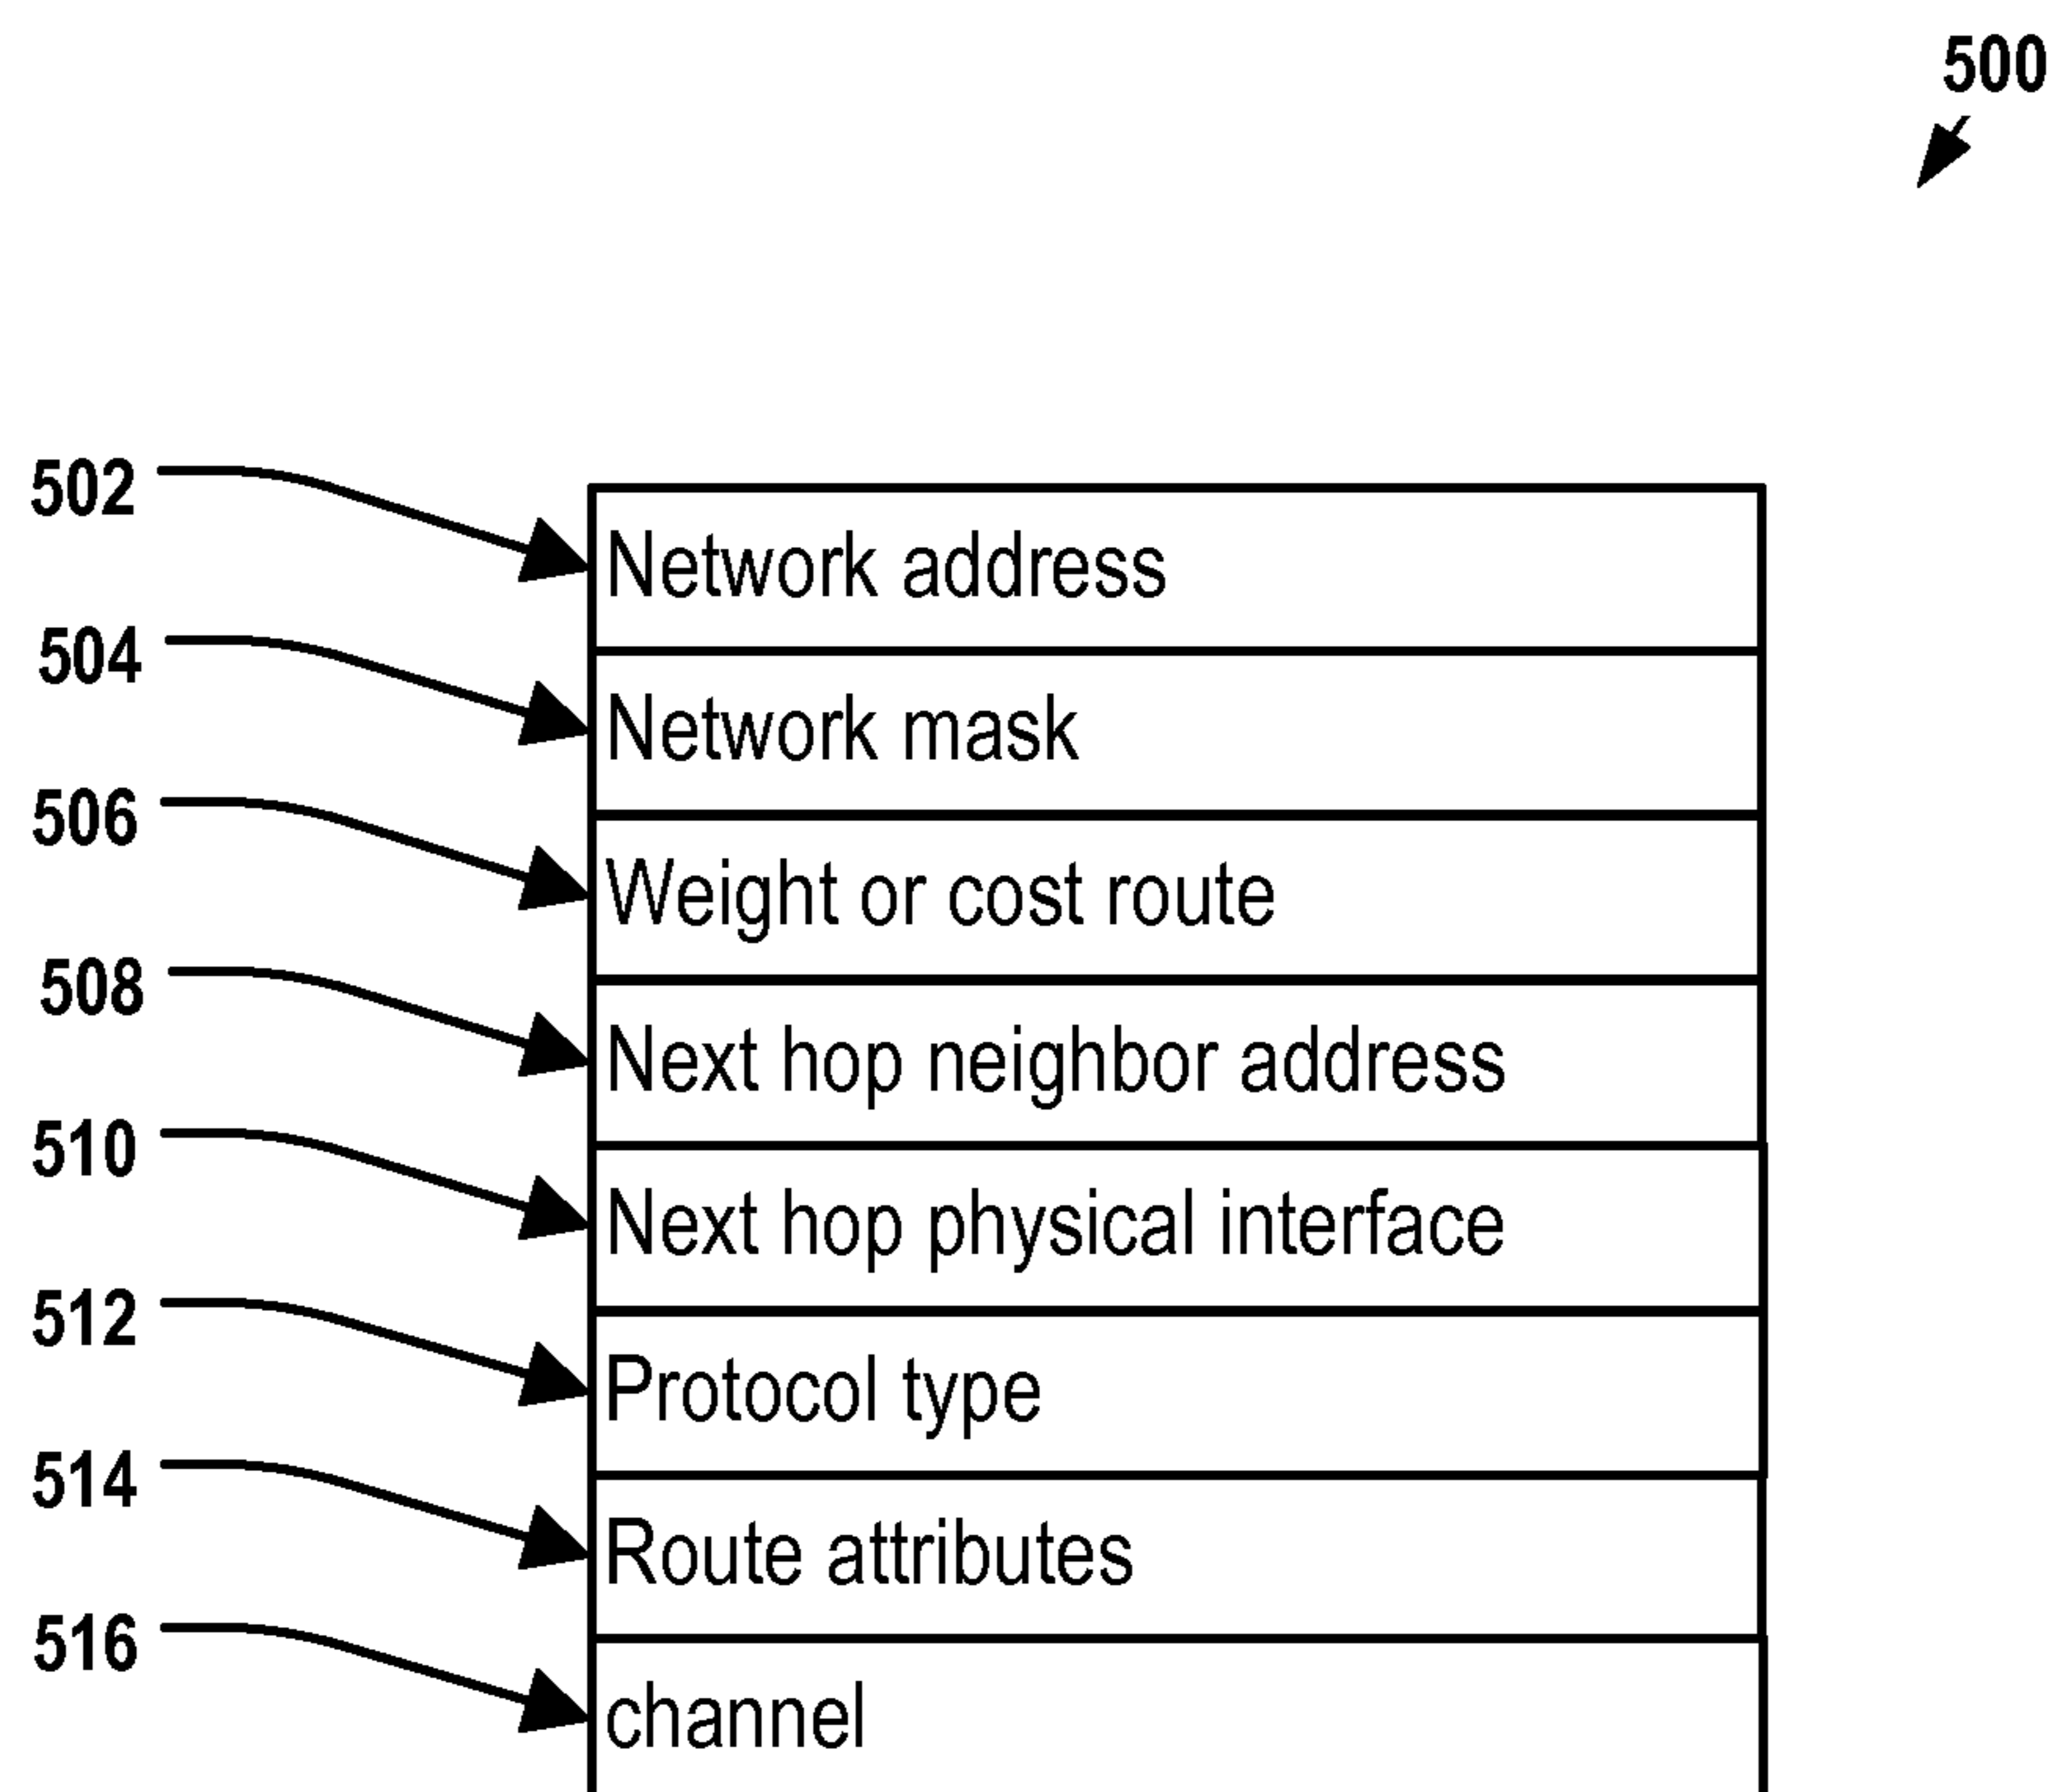 500
502
Network address
504
Network mask
506
Weight or cost route
508
Next hop neighbor address
510
Next hop physical interface
512
Protocol type
514
Route attributes
516
channel